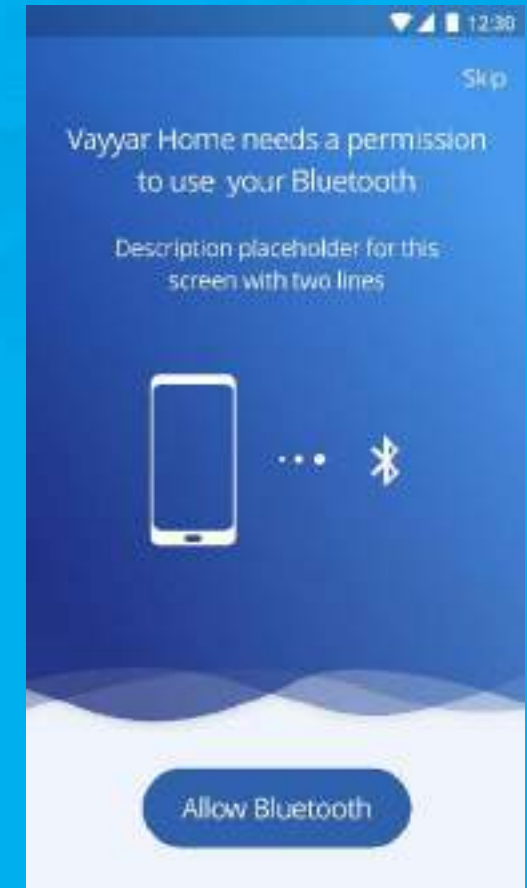 12:30
Skip
Vayyar Home needs a permission
to use your Bluetooth
Description placeholder for this
screen with two lines
Allow Bluetooth